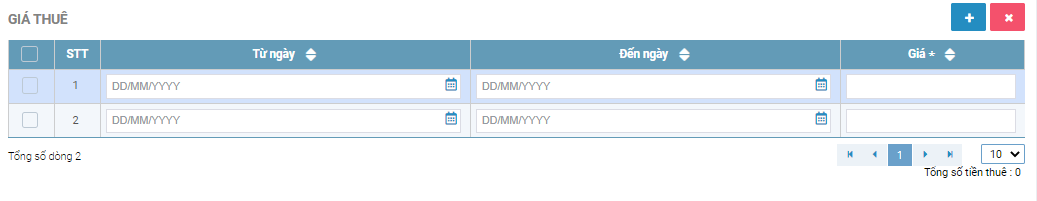 GIÁ THUÊ
STT Từ ngày Đến ngày Giá *
1 DD/MM/YYYY DD/MM/YYYY
2 DD/MM/YYYY DD/MM/YYYY
Tổng số dòng 2 1 10
Tổng số tiền thuê : 0